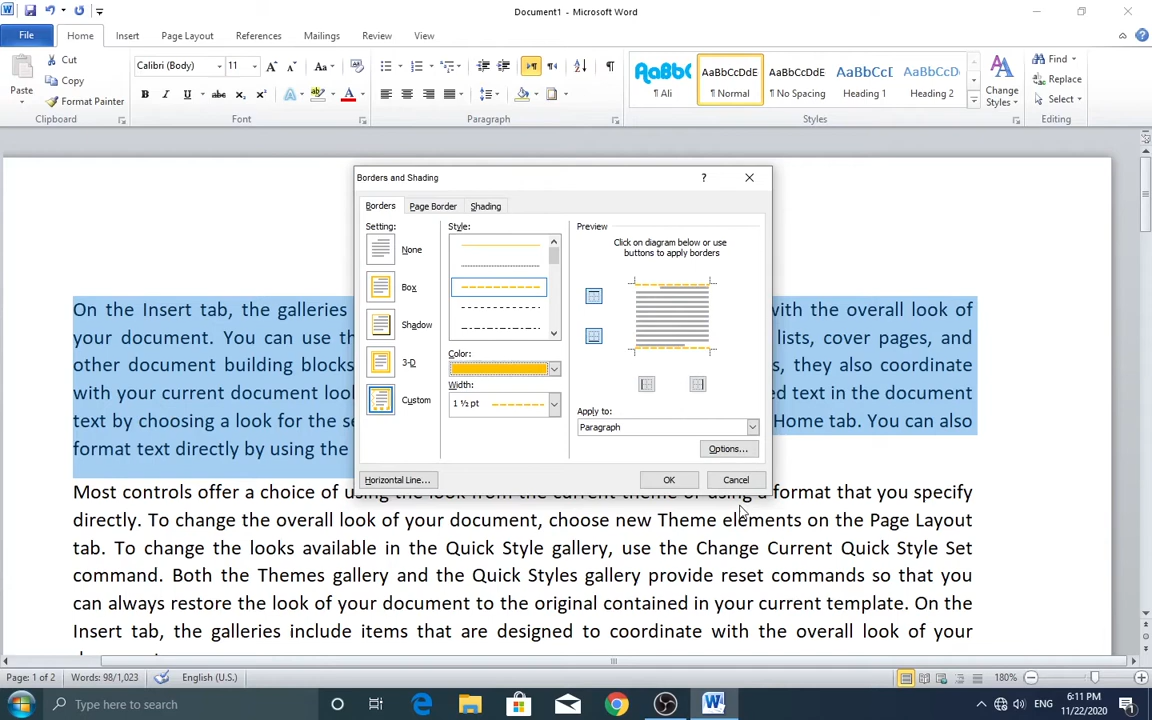 Document1 - Microsoft Word
File Home Insert Page Layout References Mailings Review View
Cut
Copy
Format Painter
Paste
Clipboard
Calibri (Body) 11
Font
Paragraph
AaBbCc AaBbCcDdE AaBbCcDdE AaBbCc AaBbCcD
¶ Ali ¶ Normal ¶ No Spacing Heading 1 Heading 2
Change
Styles
Styles
Find
Replace
Select
Editing
Borders and Shading
Borders Page Border Shading
Setting:
None
Box
Shadow
3-D
Custom
Style:
Color:
Width:
1 ½ pt
Preview
Click on diagram below or use
buttons to apply borders
Apply to:
Paragraph
Options...
Horizontal Line...
OK
Cancel
On the Insert tab, the galleries with the overall look of
your document. You can use th lists, cover pages, and
other document building blocks s, they also coordinate
with your current document loo ed text in the document
text by choosing a look for the se Home tab. You can also
format text directly by using the
Most controls offer a choice of using the look from the current theme or using a format that you specify
directly. To change the overall look of your document, choose new Theme elements on the Page Layout
tab. To change the looks available in the Quick Style gallery, use the Change Current Quick Style Set
command. Both the Themes gallery and the Quick Styles gallery provide reset commands so that you
can always restore the look of your document to the original contained in your current template. On the
Insert tab, the galleries include items that are designed to coordinate with the overall look of your
Page: 1 of 2 Words: 98/1,023 English (U.S.) 180%
Type here to search
ENG
6:11 PM
11/22/2020